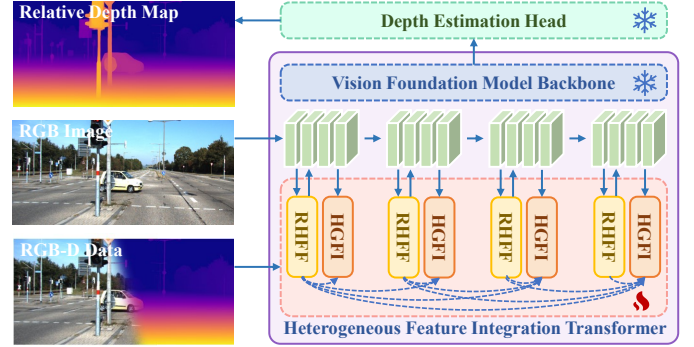 Relative Depth Map
Depth Estimation Head
Vision Foundation Model Backbone
RGB Image
RGB-D Data
RHFF
HGFI
RHFF
HGFI
RHFF
HGFI
RHFF
HGFI
Heterogeneous Feature Integration Transformer